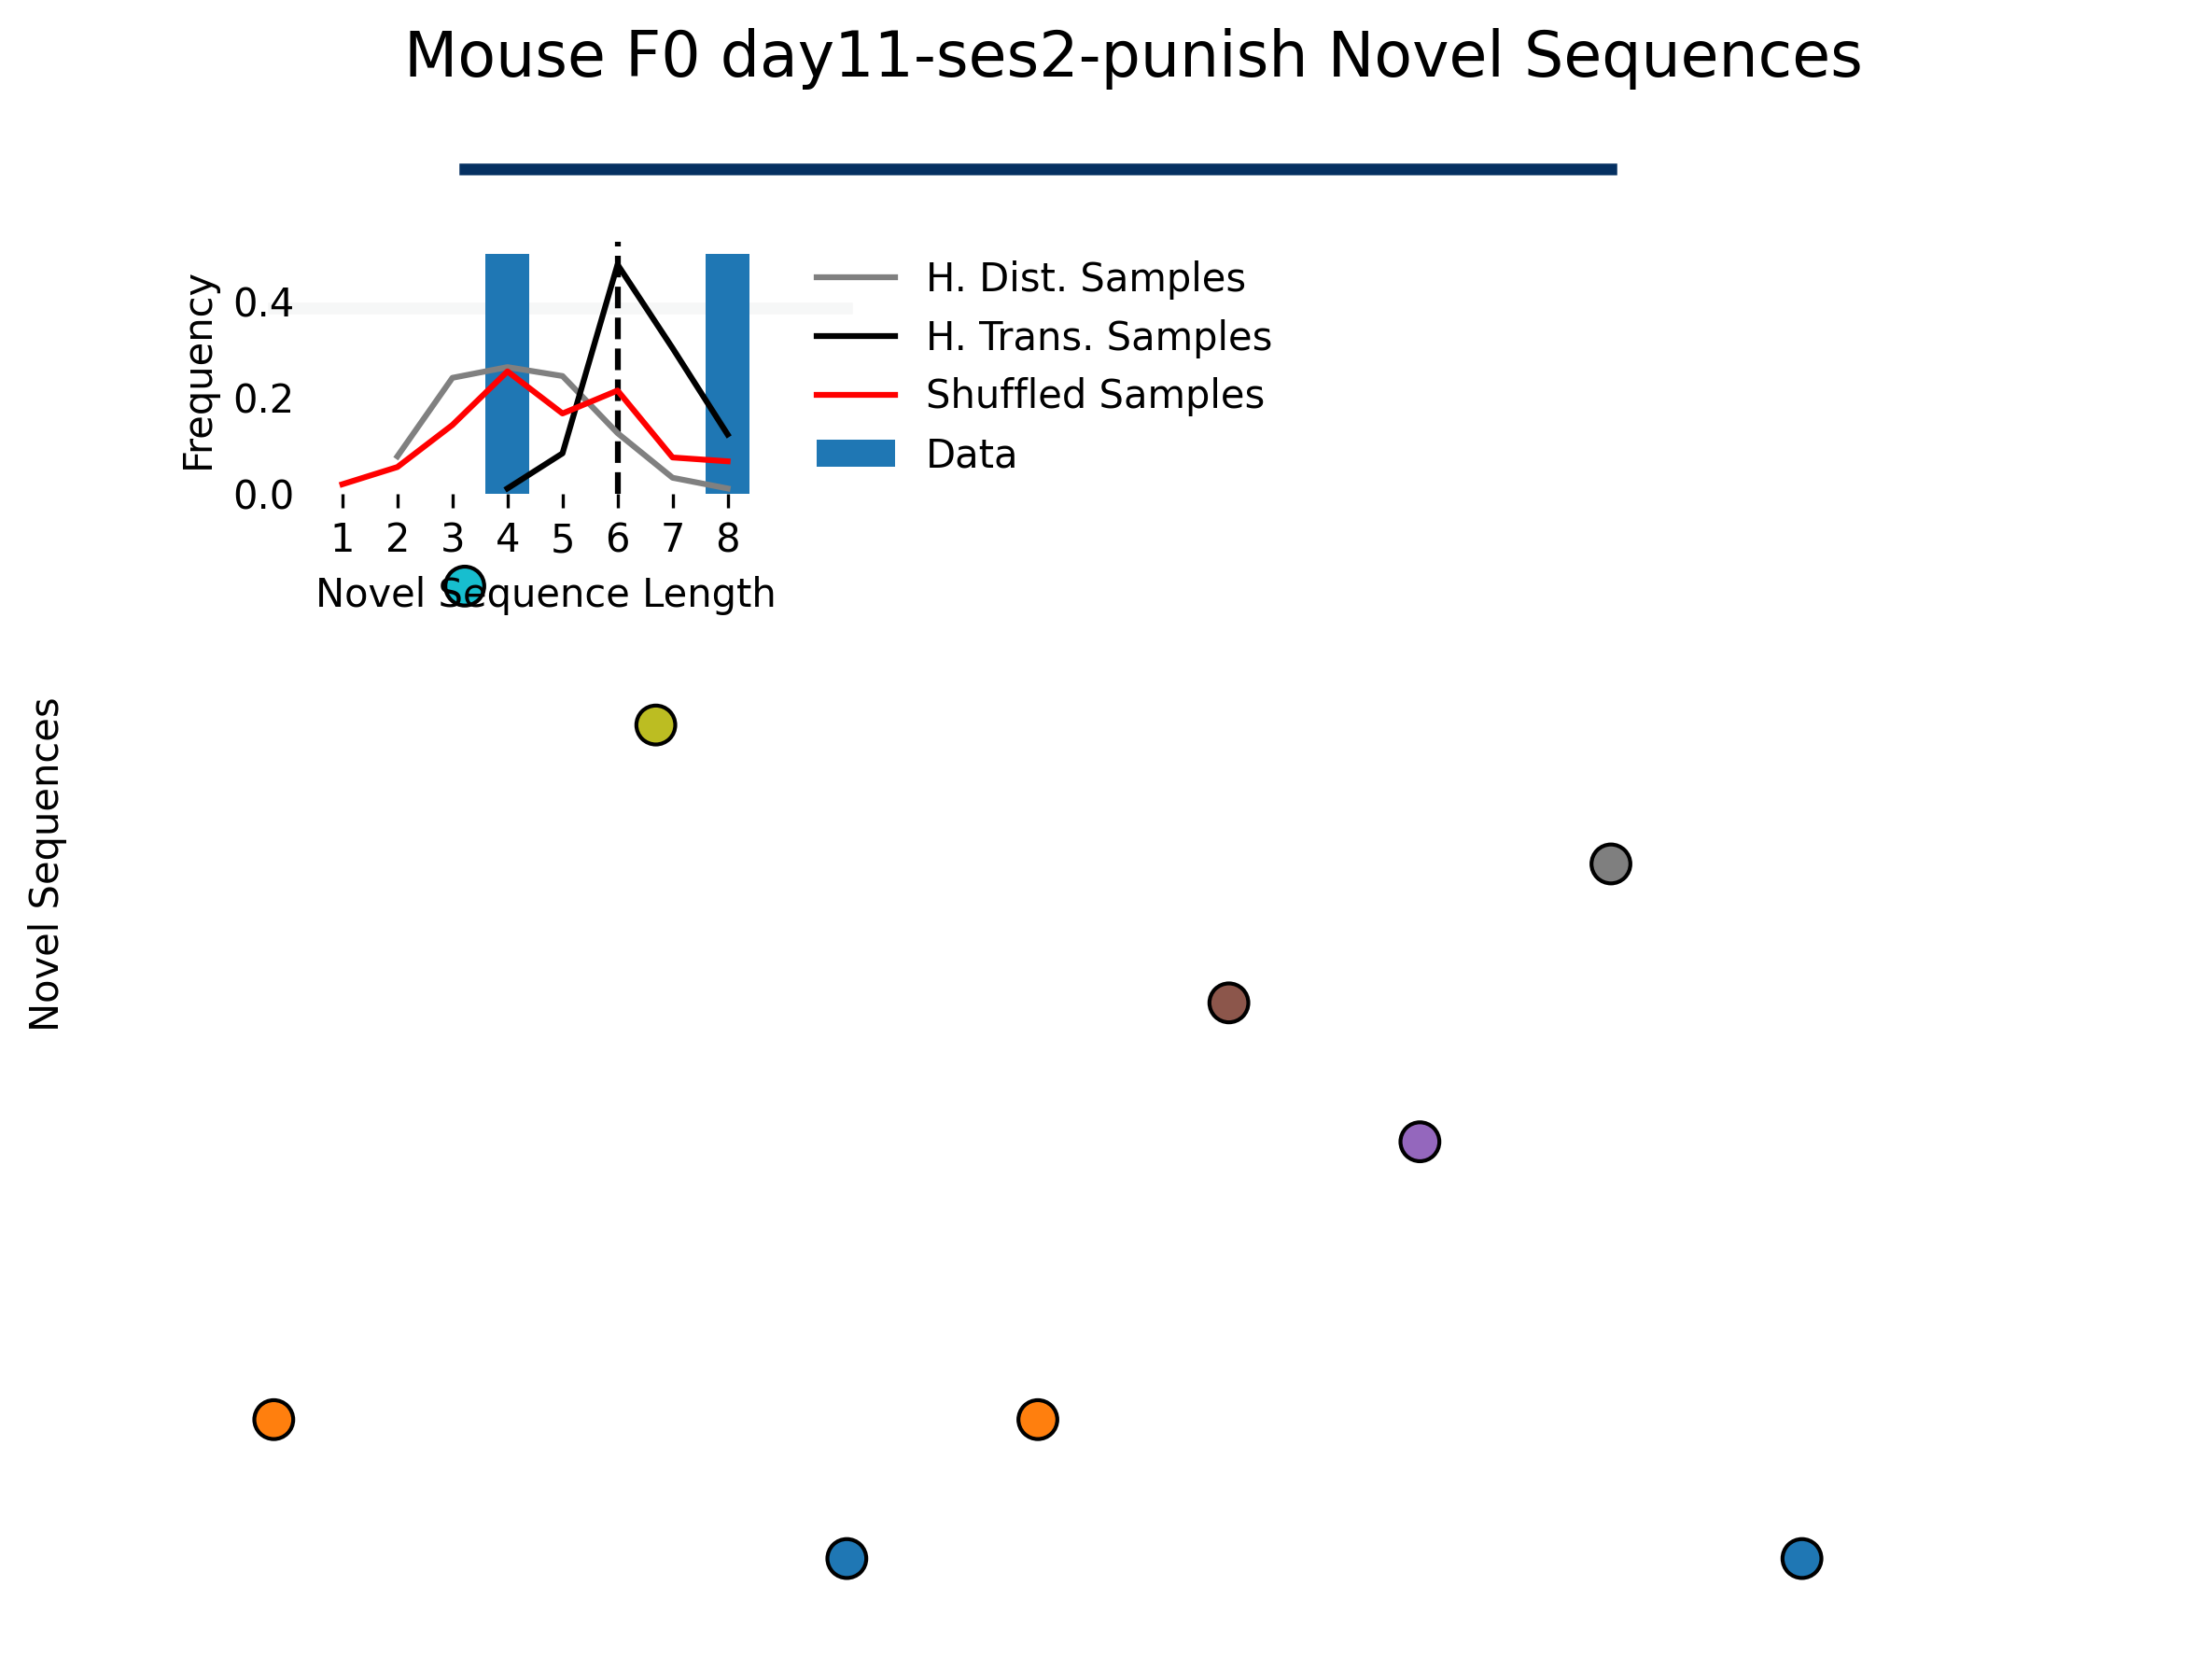 Mouse F0 day11-ses2-punish Novel Sequences
Frequency
0.4
0.2
0.0
1 2 3 4 5 6 7 8
Novel Sequence Length
H. Dist. Samples
H. Trans. Samples
Shuffled Samples
Data
Novel Sequences